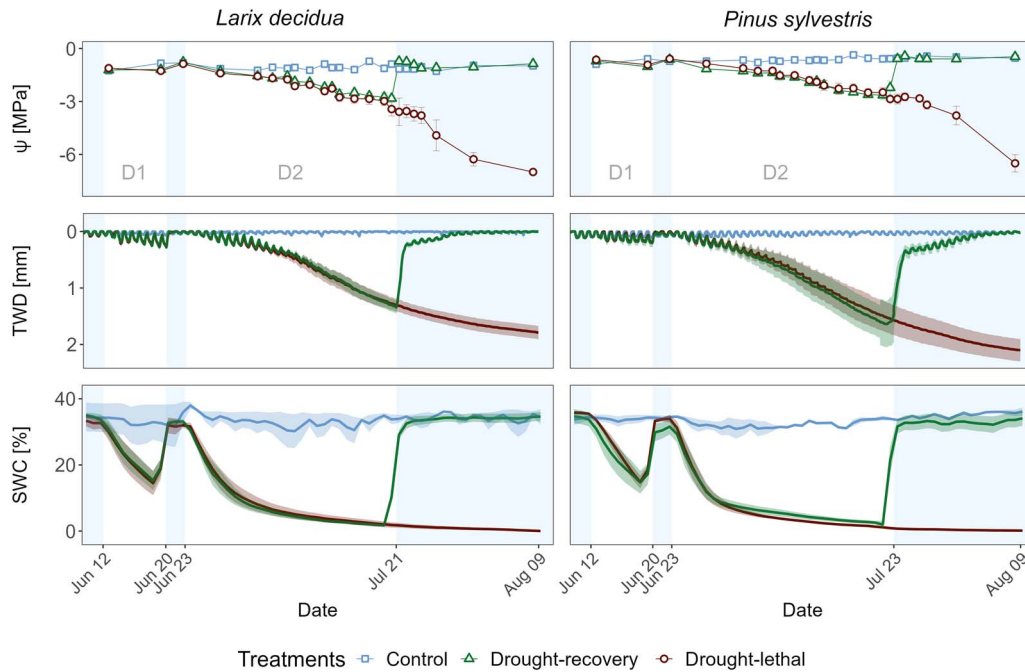 Larix decidua
Pinus sylvestris
ψ [MPa]
0
-3
-6
D1
D2
D1
D2
TWD [mm]
0
1
2
SWC [%]
40
20
0
Jun 12
Jun 20
Jun 23
Jul 21
Aug 09
Jun 12
Jun 20
Jun 23
Jul 23
Aug 09
Date
Date
Treatments Control Drought-recovery Drought-lethal